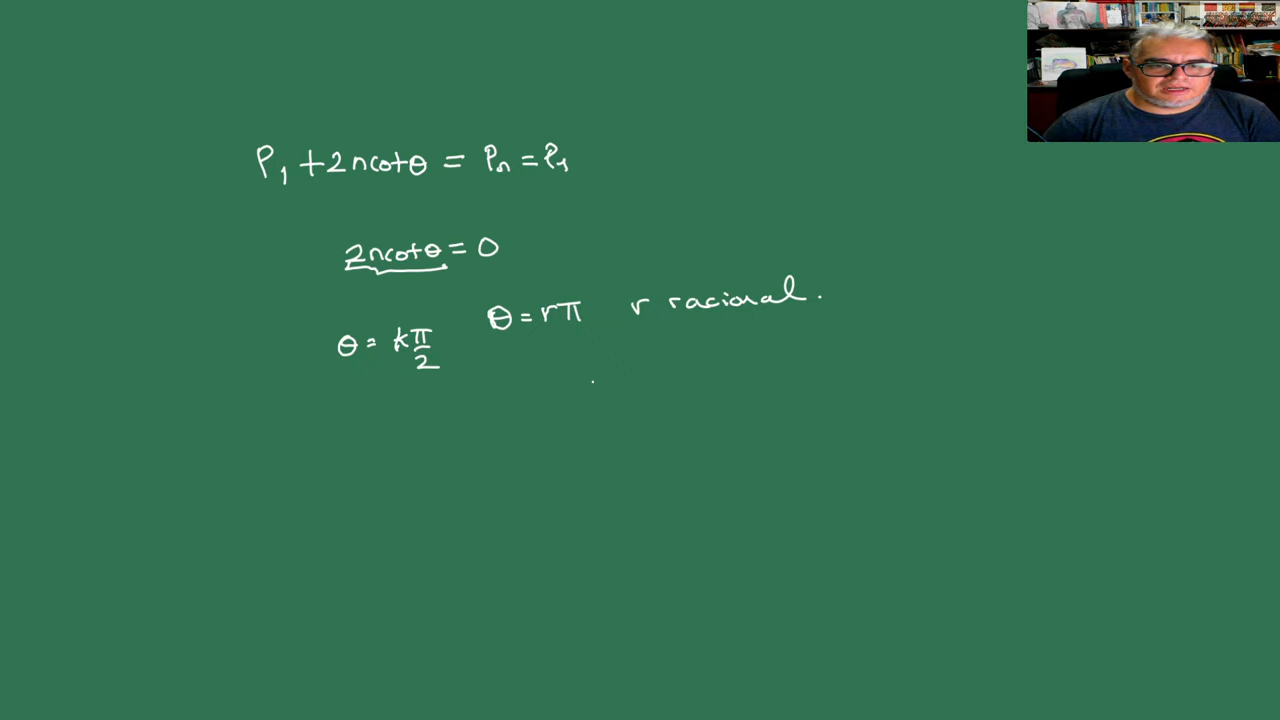 P₁ + 2ncotθ = Pₙ = P₁
2ncotθ = 0
θ = rπ r racional.
θ = kπ/2